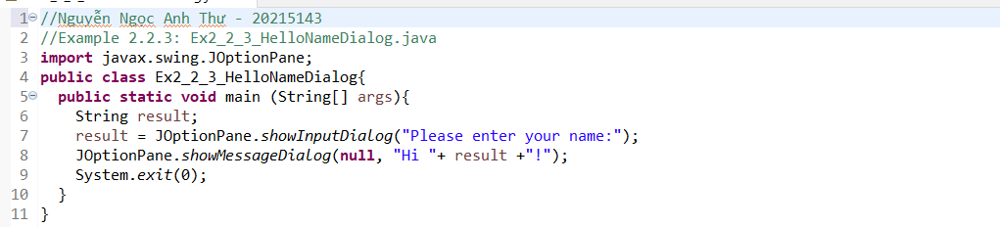 1 //Nguyễn Ngọc Anh Thư - 20215143
2 //Example 2.2.3: Ex2_2_3_HelloNameDialog.java
3 import javax.swing.JOptionPane;
4 public class Ex2_2_3_HelloNameDialog{
5 public static void main (String[] args){
6 String result;
7 result = JOptionPane.showInputDialog("Please enter your name:");
8 JOptionPane.showMessageDialog(null, "Hi "+ result +"!");
9 System.exit(0);
10 }
11 }